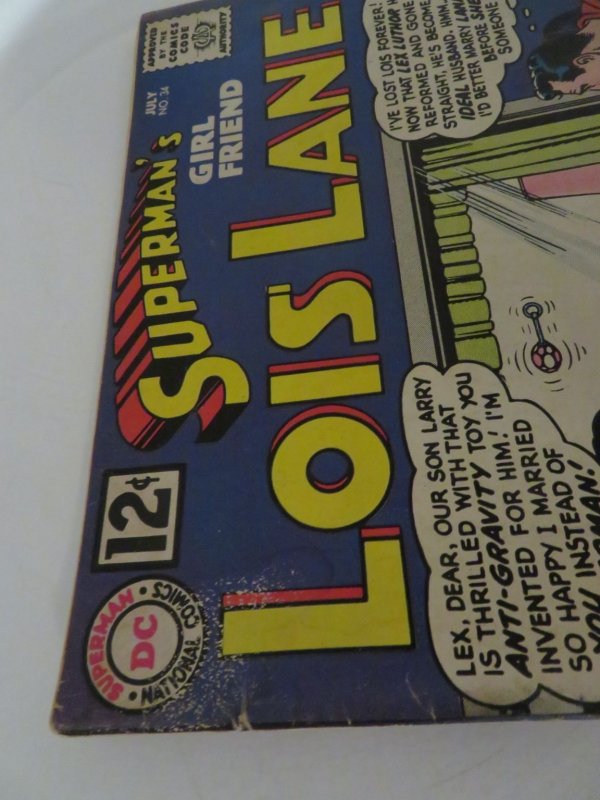 SUPERMAN
DC
NATIONAL COMICS
12¢
SUPERMAN'S
GIRL
FRIEND
LOIS LANE
JULY
NO. 34
APPROVED
BY THE
COMICS
CODE
AUTHORITY
I'VE LOST LOIS FOREVER!
NOW THAT LEX LUTHOR H
REFORMED AND GONE
STRAIGHT, HE'S BECOME
IDEAL HUSBAND. HMM...
I'D BETTER MARRY LANA
BEFORE SHE
SOMEONE
LEX, DEAR, OUR SON LARRY
IS THRILLED WITH THAT
ANTI-GRAVITY TOY YOU
INVENTED FOR HIM! I'M
SO HAPPY I MARRIED
YOU INSTEAD OF